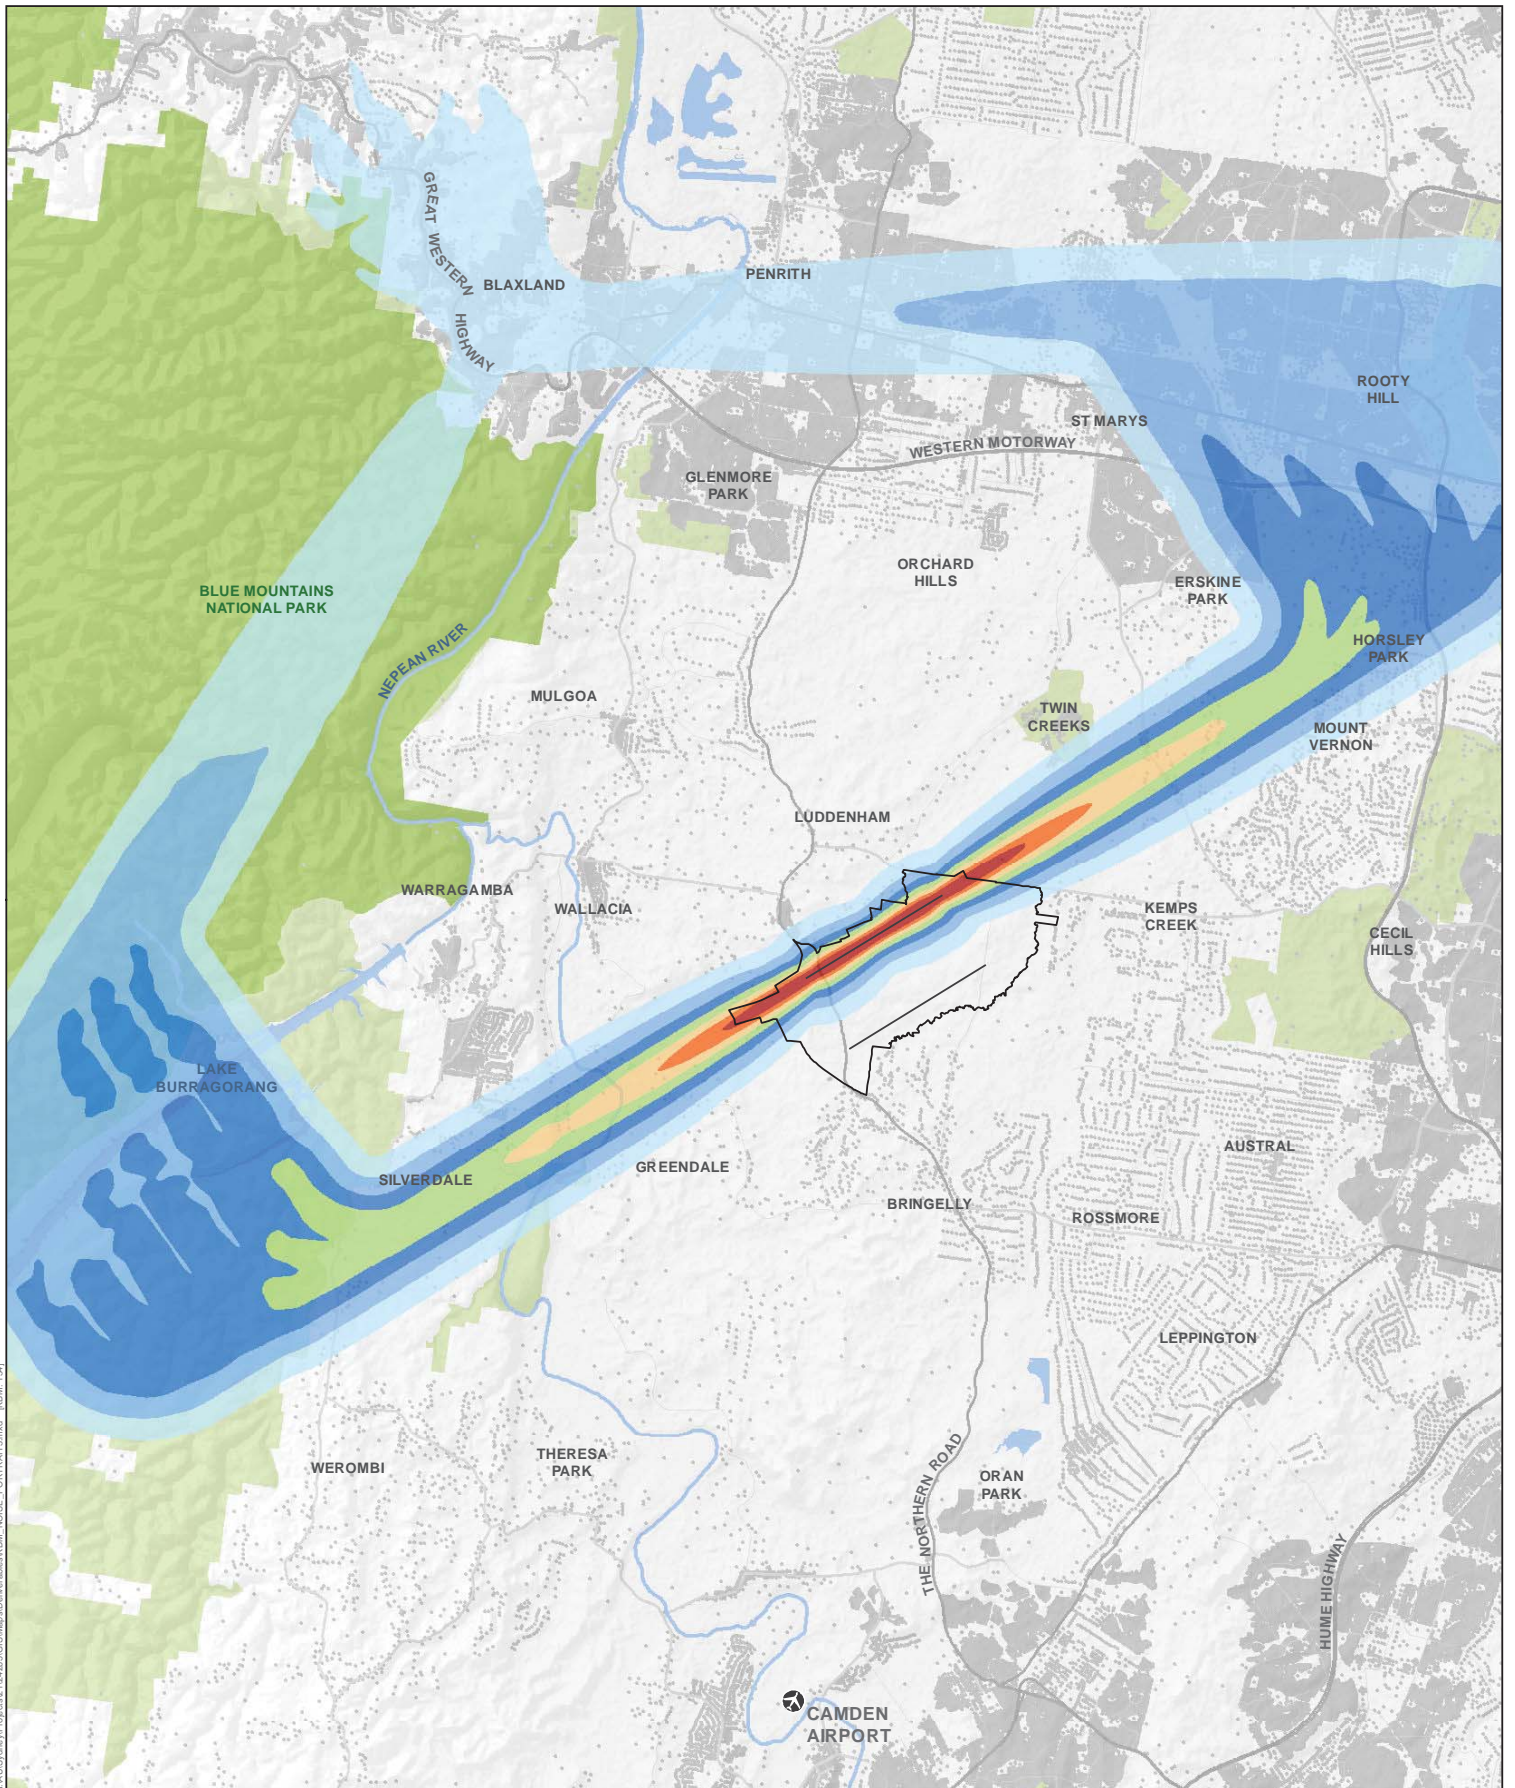 GREAT WESTERN HIGHWAY
BLAXLAND
PENRITH
ROOTY
HILL
ST MARYS
WESTERN MOTORWAY
GLENMORE
PARK
ORCHARD
HILLS
ERSKINE
PARK
BLUE MOUNTAINS
NATIONAL PARK
NEPEAN RIVER
HORSLEY
PARK
MULGOA
TWIN
CREEKS
MOUNT
VERNON
LUDDENHAM
WARRAGAMBA
WALLACIA
KEMPS
CREEK
CECIL
HILLS
LAKE
BURRAGORANG
AUSTRAL
GREENDALE
SILVERDALE
BRINGELLY
ROSSMORE
LEPPINGTON
THERESA
PARK
WEROMBI
ORAN
PARK
THE NORTHERN ROAD
HUME HIGHWAY
CAMDEN
AIRPORT